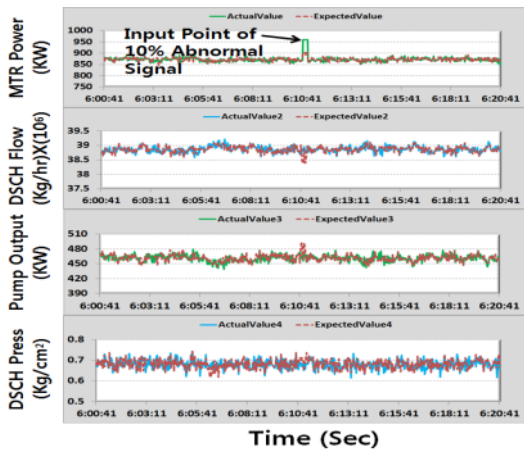 ActualValue ExpectedValue
MTR Power
(KW)
1000
950
900
850
800
750
Input Point of
10% Abnormal
Signal
6:00:41 6:03:11 6:05:41 6:08:11 6:10:41 6:13:11 6:15:41 6:18:11 6:20:41
ActualValue2 ExpectedValue2
DSCH Flow
(Kg/hr)X(10⁶)
39.5
39
38.5
38
37.5
6:00:41 6:03:11 6:05:41 6:08:11 6:10:41 6:13:11 6:15:41 6:18:11 6:20:41
ActualValue3 ExpectedValue3
Pump Output
(KW)
510
480
450
420
390
6:00:41 6:03:11 6:05:41 6:08:11 6:10:41 6:13:11 6:15:41 6:18:11 6:20:41
ActualValue4 ExpectedValue4
DSCH Press
(Kg/cm²)
0.8
0.7
0.6
0.5
6:00:41 6:03:11 6:05:41 6:08:11 6:10:41 6:13:11 6:15:41 6:18:11 6:20:41
Time (Sec)